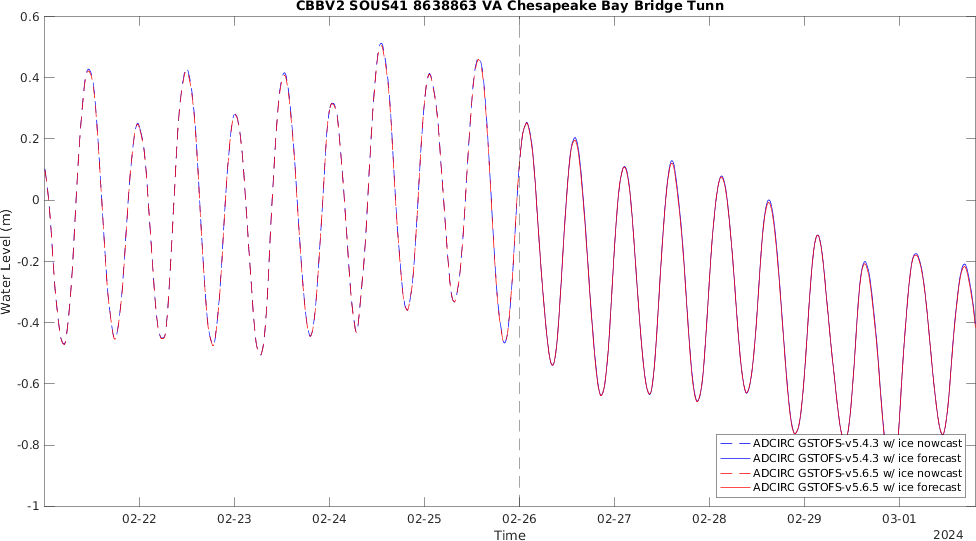 CBBV2 SOUS41 8638863 VA Chesapeake Bay Bridge Tunn
0.6
0.4
0.2
0
-0.2
-0.4
-0.6
-0.8
-1
Water Level (m)
ADCIRC GSTOFS-v5.4.3 w/ ice nowcast
ADCIRC GSTOFS-v5.4.3 w/ ice forecast
ADCIRC GSTOFS-v5.6.5 w/ ice nowcast
ADCIRC GSTOFS-v5.6.5 w/ ice forecast
02-22 02-23 02-24 02-25 02-26 02-27 02-28 02-29 03-01
Time
2024